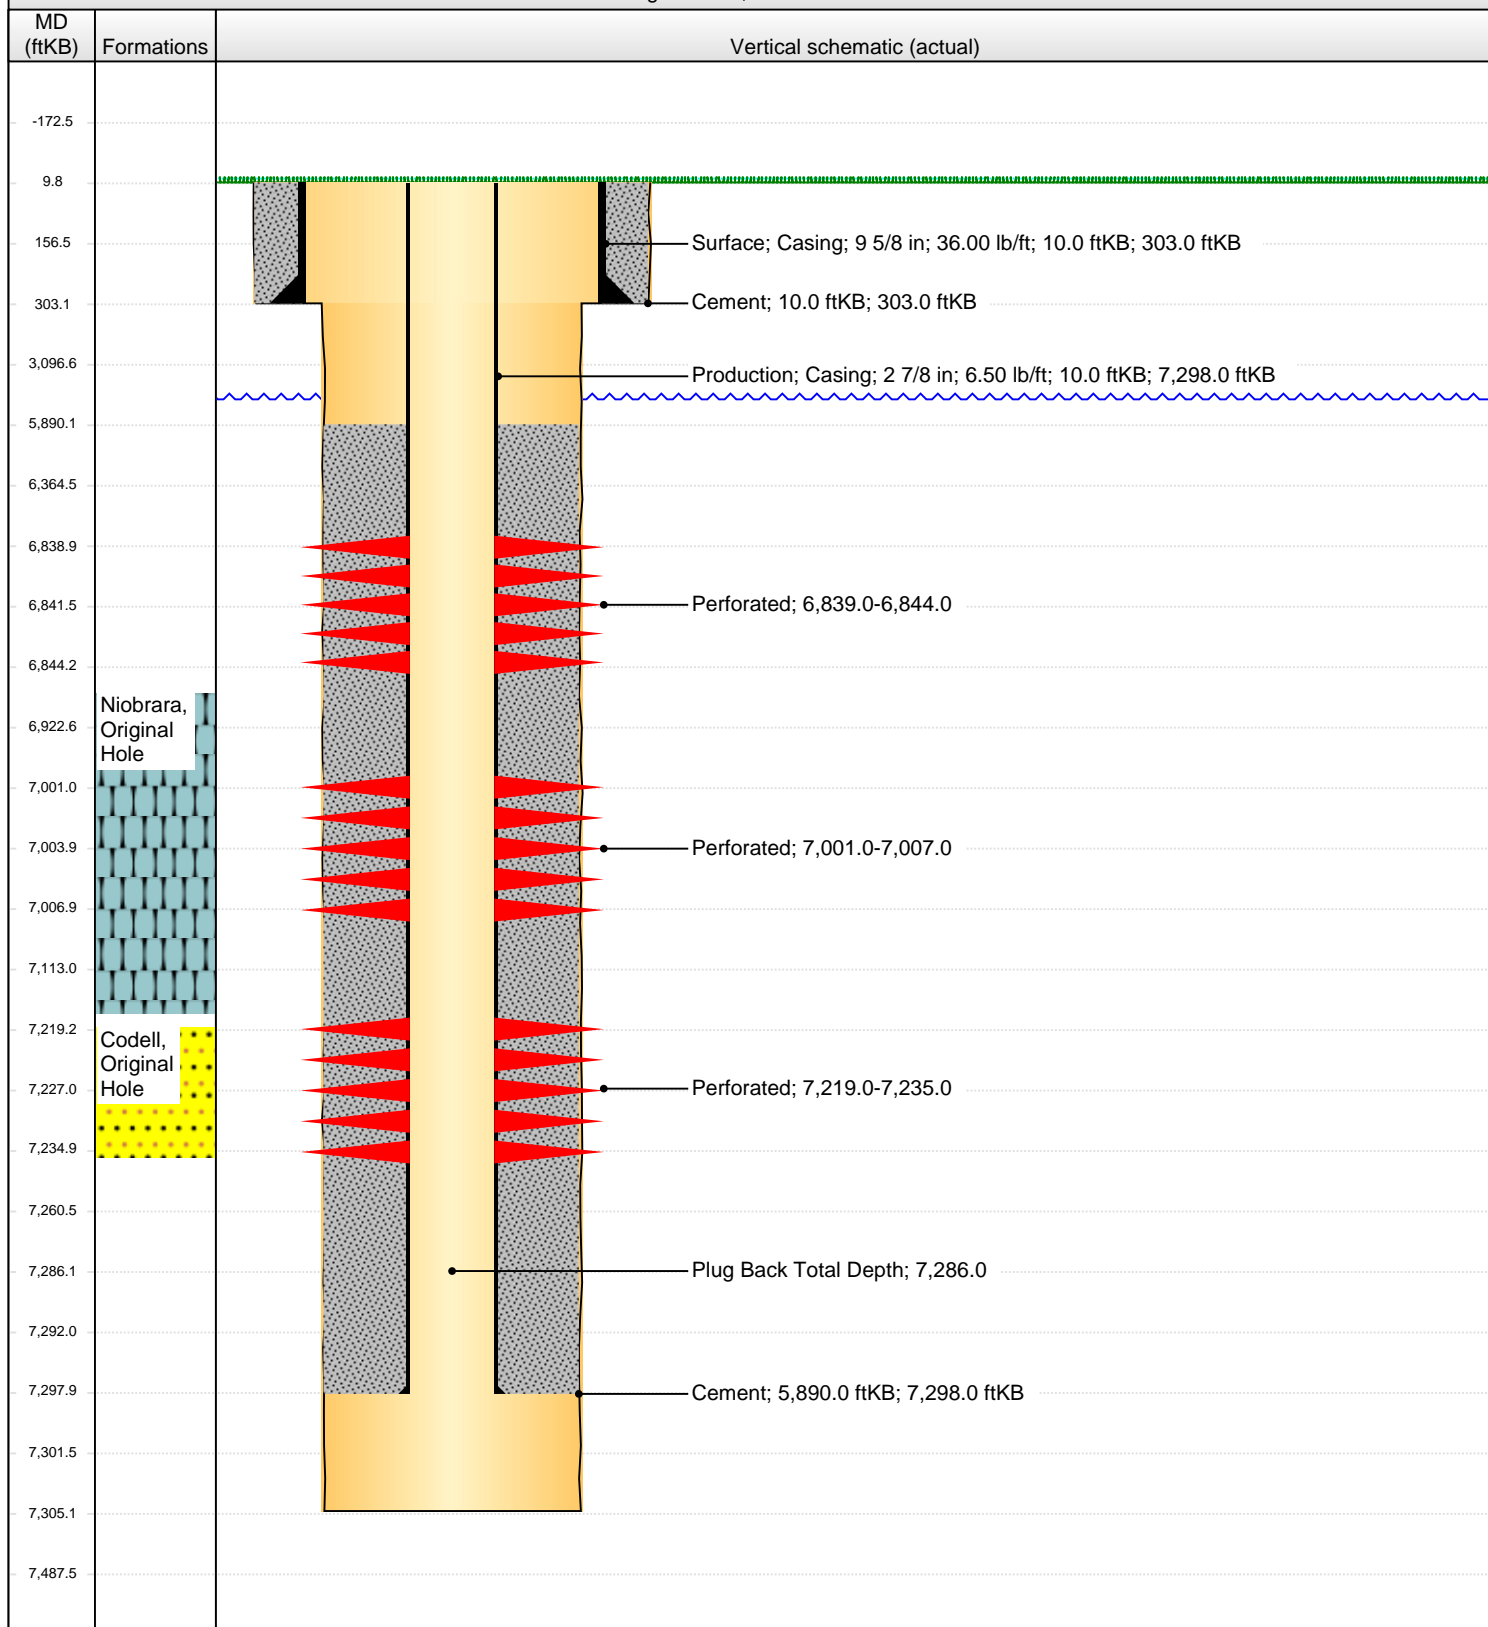 MD
(ftKB)
Formations
Vertical schematic (actual)
-172.5
9.8
156.5
Surface; Casing; 9 5/8 in; 36.00 lb/ft; 10.0 ftKB; 303.0 ftKB
303.1
Cement; 10.0 ftKB; 303.0 ftKB
3,096.6
Production; Casing; 2 7/8 in; 6.50 lb/ft; 10.0 ftKB; 7,298.0 ftKB
5,890.1
6,364.5
6,838.9
6,841.5
Perforated; 6,839.0-6,844.0
6,844.2
Niobrara,
Original
Hole
6,922.6
7,001.0
7,003.9
Perforated; 7,001.0-7,007.0
7,006.9
7,113.0
7,219.2
Codell,
Original
Hole
7,227.0
Perforated; 7,219.0-7,235.0
7,234.9
7,260.5
7,286.1
Plug Back Total Depth; 7,286.0
7,292.0
7,297.9
Cement; 5,890.0 ftKB; 7,298.0 ftKB
7,301.5
7,305.1
7,487.5